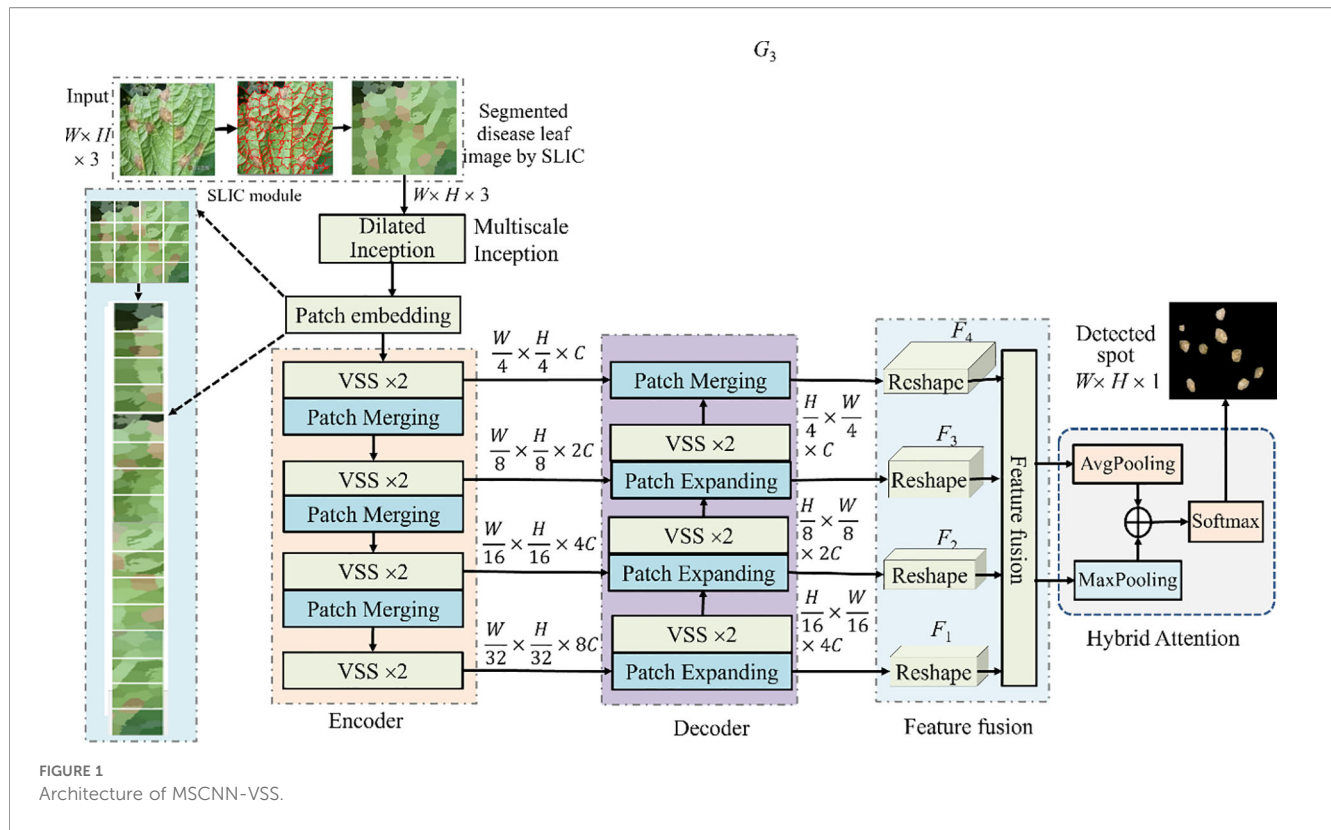 G₃
Input
W × H
× 3
Segmented
disease leaf
image by SLIC
SLIC module
W × H × 3
Dilated
Inception
Multiscale
Inception
Patch embedding
VSS ×2
Patch Merging
VSS ×2
Patch Merging
VSS ×2
Patch Merging
VSS ×2
Encoder
W/4 × H/4 × C
W/8 × H/8 × 2C
W/16 × H/16 × 4C
W/32 × H/32 × 8C
Patch Merging
VSS ×2
Patch Expanding
VSS ×2
Patch Expanding
VSS ×2
Patch Expanding
Decoder
H/4 × W/4
× C
H/8 × W/8
× 2C
H/16 × W/16
× 4C
F₄
Reshape
F₃
Reshape
F₂
Reshape
F₁
Reshape
Feature fusion
Feature fusion
Detected
spot
W × H × 1
AvgPooling
Softmax
MaxPooling
Hybrid Attention
FIGURE 1
Architecture of MSCNN-VSS.